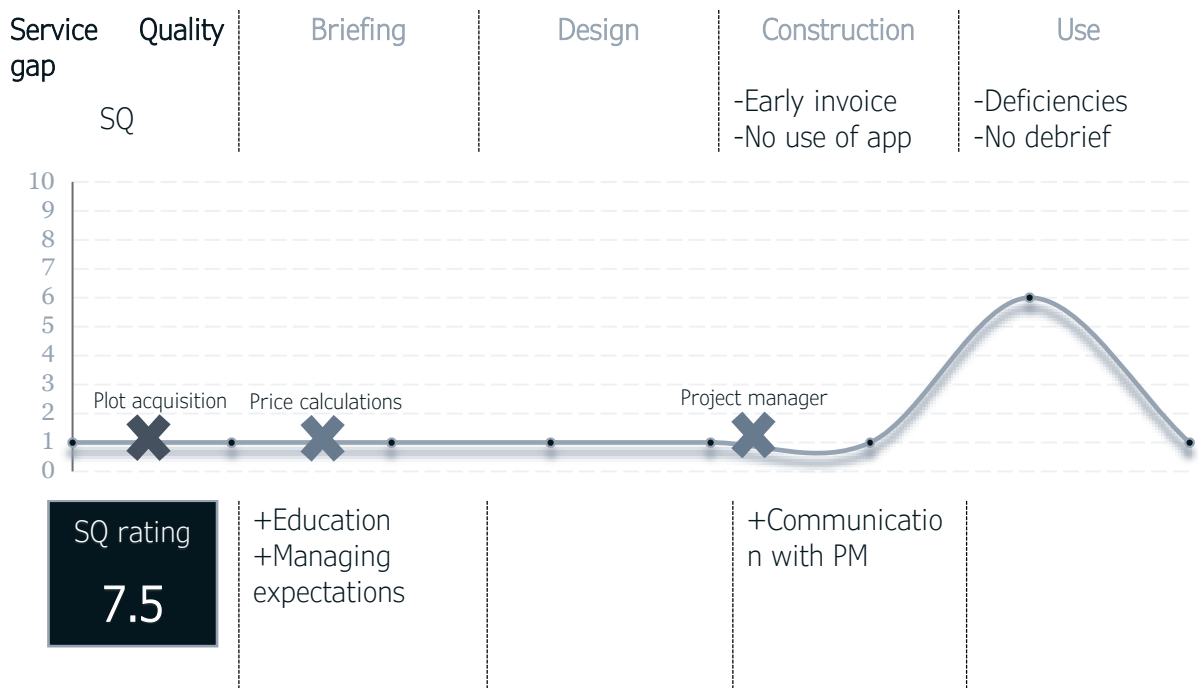 Service Quality
gap
SQ
Briefing
Design
Construction
Use
-Early invoice
-No use of app
-Deficiencies
-No debrief
10
9
8
7
6
5
4
3
2
1
0
Plot acquisition
Price calculations
Project manager
SQ rating
7.5
+Education
+Managing
expectations
+Communicatio
n with PM